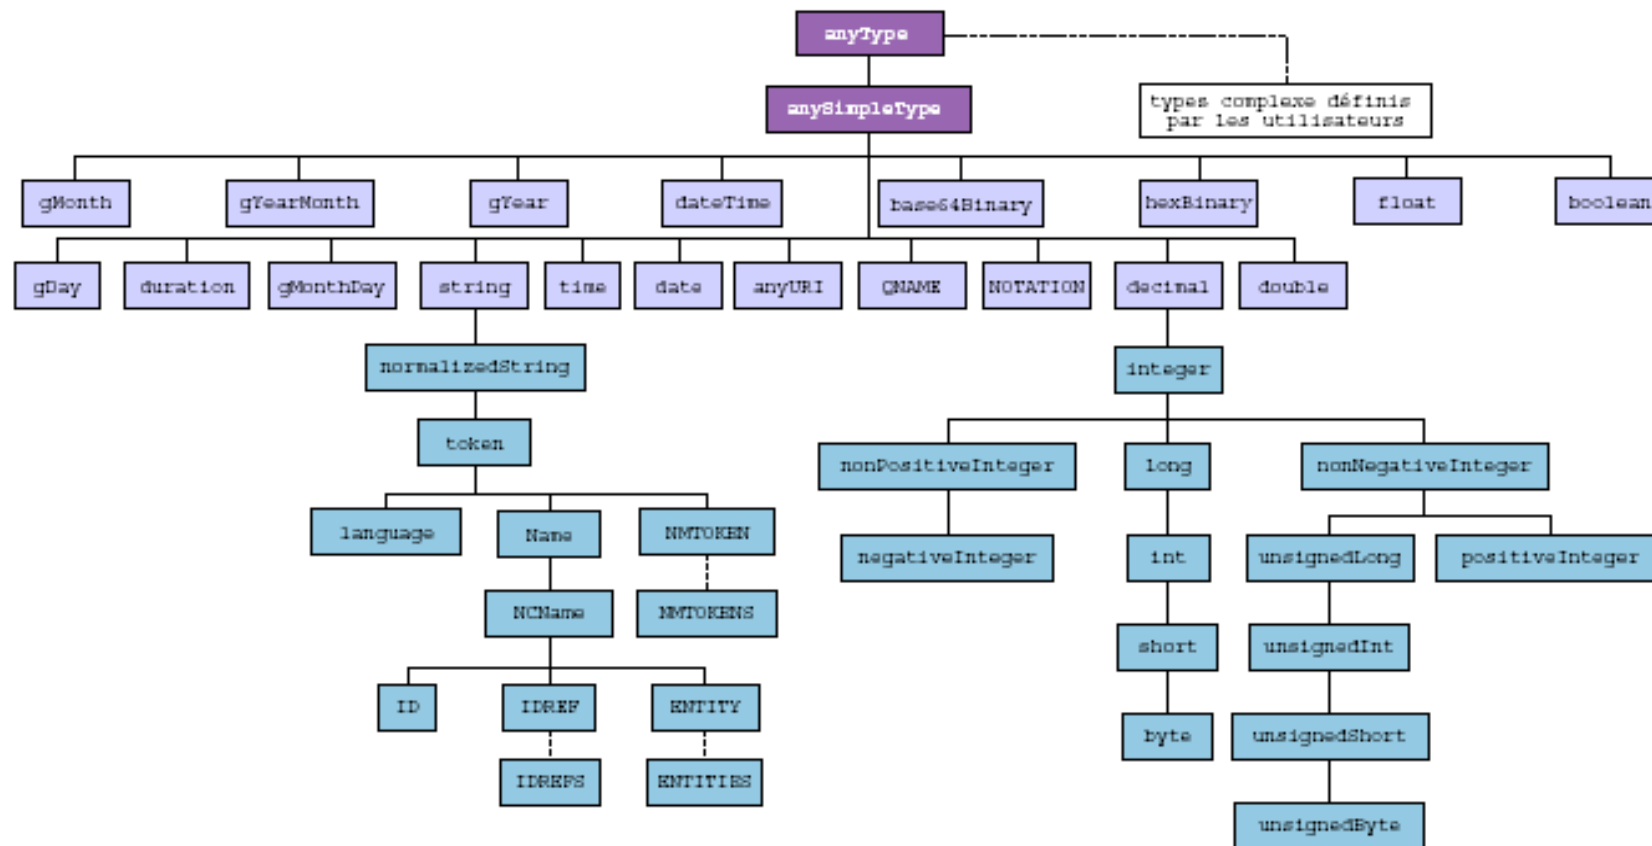 anyType
anySimpleType
types complexe définis
par les utilisateurs
gMonth
gYearMonth
gYear
dateTime
base64Binary
hexBinary
float
boolean
gDay
duration
gMonthDay
string
time
date
anyURI
QNAME
NOTATION
decimal
double
normalizedString
integer
token
nonPositiveInteger
long
nonNegativeInteger
language
Name
NMTOKEN
negativeInteger
int
unsignedLong
positiveInteger
NCName
NMTOKENS
short
unsignedInt
ID
IDREF
ENTITY
byte
unsignedShort
IDREFS
ENTITIES
unsignedByte